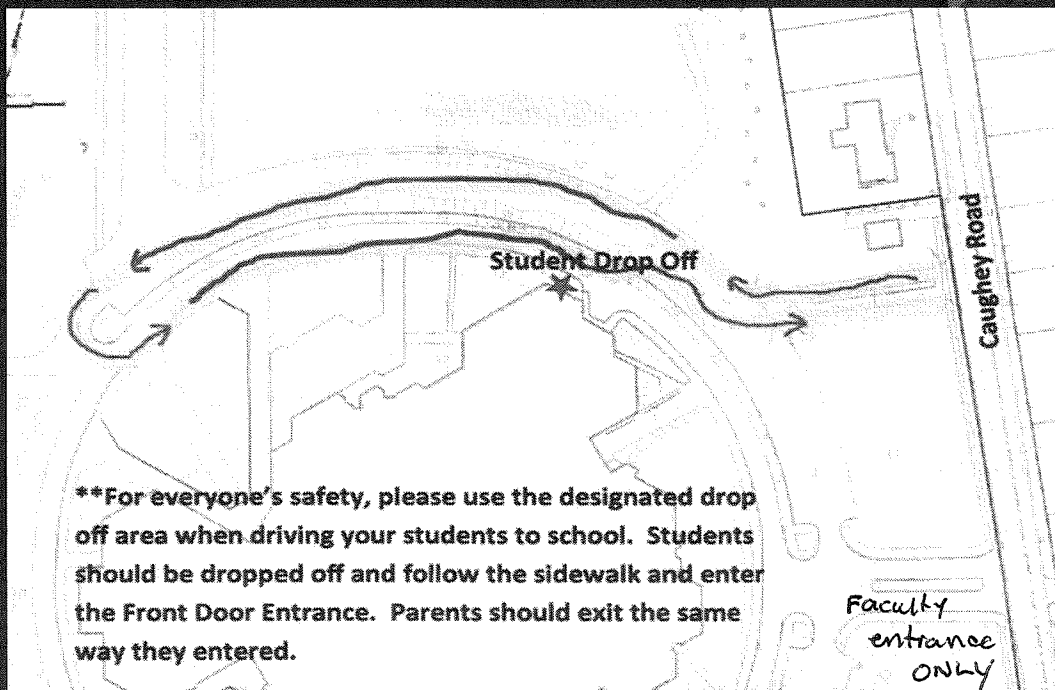 Student Drop Off
Caughey Road
**For everyone's safety, please use the designated drop
off area when driving your students to school. Students
should be dropped off and follow the sidewalk and enter
the Front Door Entrance. Parents should exit the same
way they entered.
Faculty
entrance
ONLY